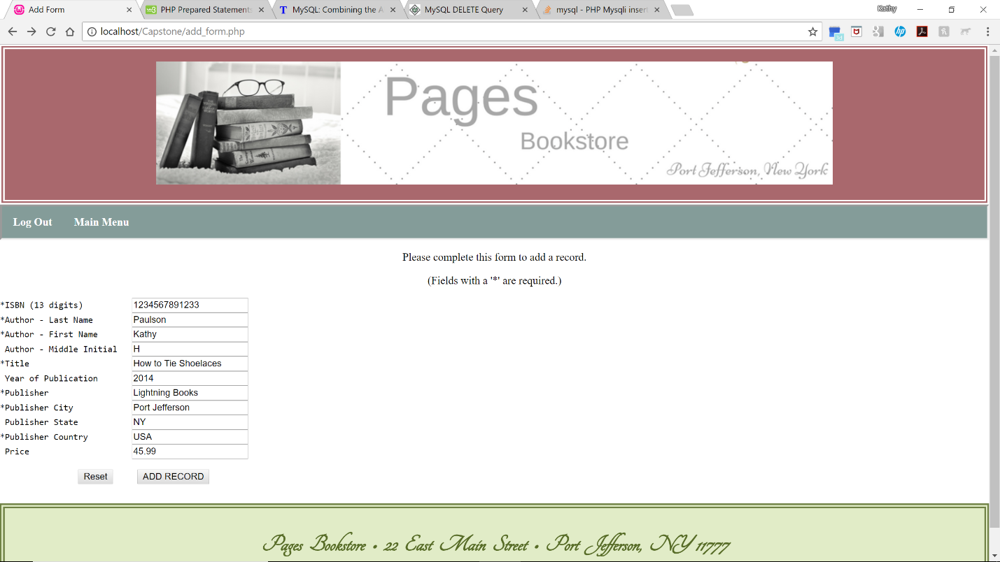 Add Form PHP Prepared Statements MySQL: Combining the A MySQL DELETE Query mysql - PHP Mysqli inser Kathy
localhost/Capstone/add_form.php
Pages
Bookstore
Port Jefferson, New York
Log Out Main Menu
Please complete this form to add a record.
(Fields with a '*' are required.)
*ISBN (13 digits) 1234567891233
*Author - Last Name Paulson
*Author - First Name Kathy
Author - Middle Initial H
*Title How to Tie Shoelaces
Year of Publication 2014
*Publisher Lightning Books
*Publisher City Port Jefferson
Publisher State NY
*Publisher Country USA
Price 45.99
Reset ADD RECORD
Pages Bookstore • 22 East Main Street • Port Jefferson, NY 11777